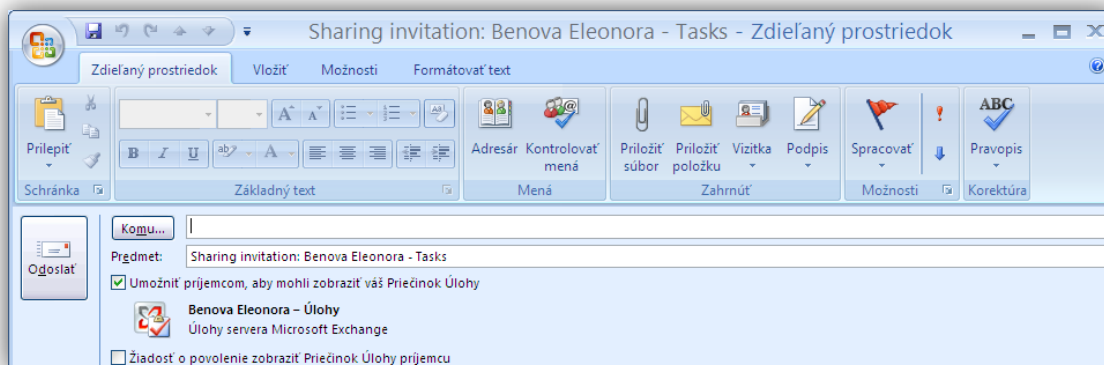 Sharing invitation: Benova Eleonora - Tasks - Zdieľaný prostriedok
Zdieľaný prostriedok Vložiť Možnosti Formátovať text
Prilepiť
B I U ab A
A A
ABC
Adresár Kontrolovať mená
Priložiť súbor Priložiť položku Vizitka Podpis
Spracovať
ABC
Pravopis
Schránka Základný text Mená Zahrnúť Možnosti Korektúra
Odoslať
Komu...
Predmet: Sharing invitation: Benova Eleonora - Tasks
Umožniť príjemcom, aby mohli zobraziť váš Priečinok Úlohy
Benova Eleonora – Úlohy
Úlohy servera Microsoft Exchange
Žiadosť o povolenie zobraziť Priečinok Úlohy príjemcu